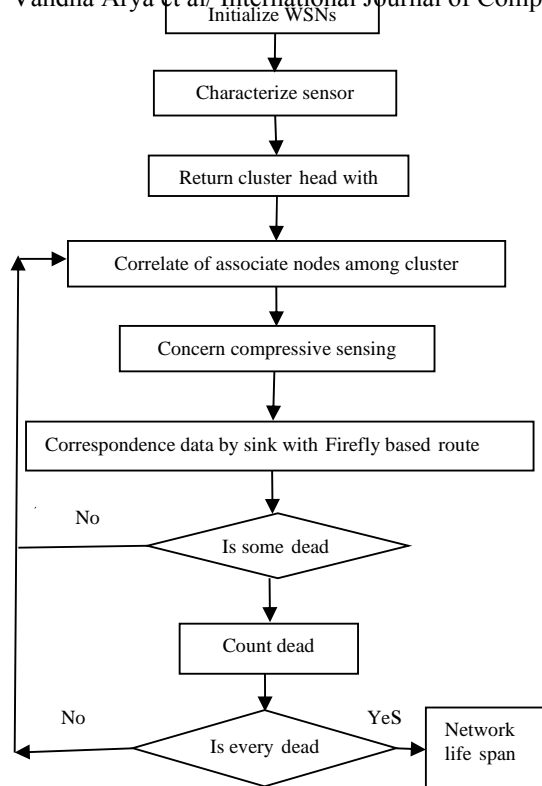 Vandna Arya et al/ International Journal of Comp
Initialize WSNs
Characterize sensor
Return cluster head with
Correlate of associate nodes among cluster
Concern compressive sensing
Correspondence data by sink with Firefly based route
No
Is some dead
Count dead
No
YeS
Is every dead
Network
life span